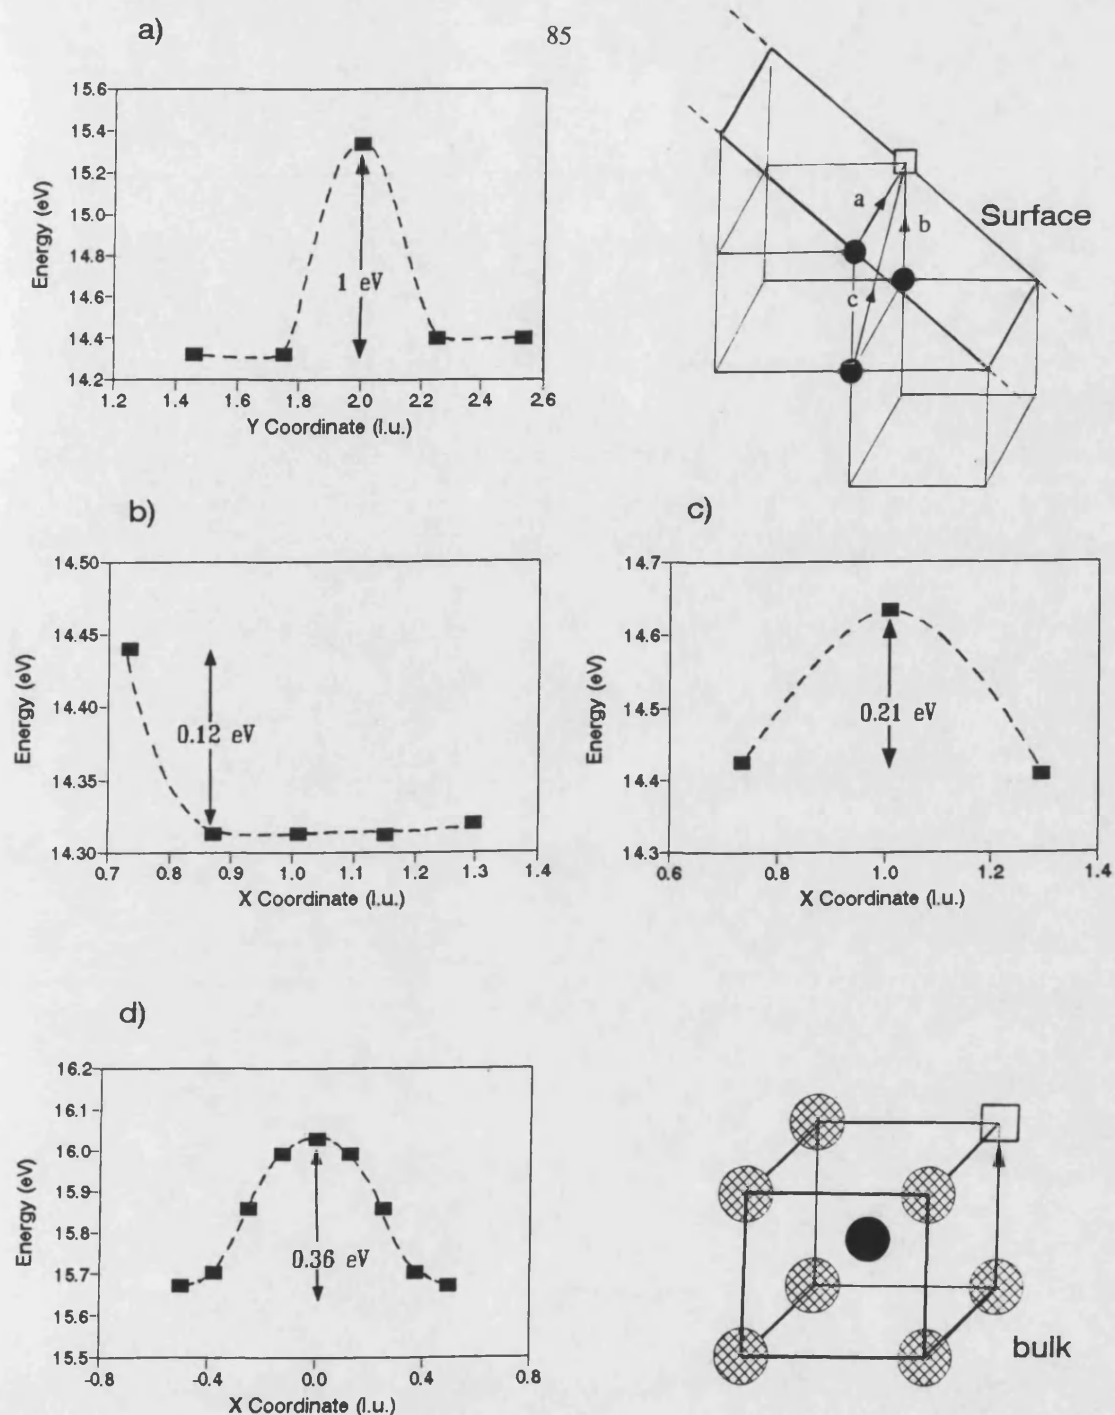 a)
85
15.6
15.4
15.2
15.0
14.8
14.6
14.4
14.2
Energy (eV)
1 eV
1.2 1.4 1.6 1.8 2.0 2.2 2.4 2.6
Y Coordinate (l.u.)
a
b
c
Surface
b)
14.50
14.45
14.40
14.35
14.30
Energy (eV)
0.12 eV
0.7 0.8 0.9 1.0 1.1 1.2 1.3 1.4
X Coordinate (l.u.)
c)
14.7
14.6
14.5
14.4
14.3
Energy (eV)
0.21 eV
0.6 0.8 1.0 1.2 1.4
X Coordinate (l.u.)
d)
16.2
16.1
16.0
15.9
15.8
15.7
15.6
15.5
Energy (eV)
0.36 eV
-0.8 -0.4 0.0 0.4 0.8
X Coordinate (l.u.)
bulk